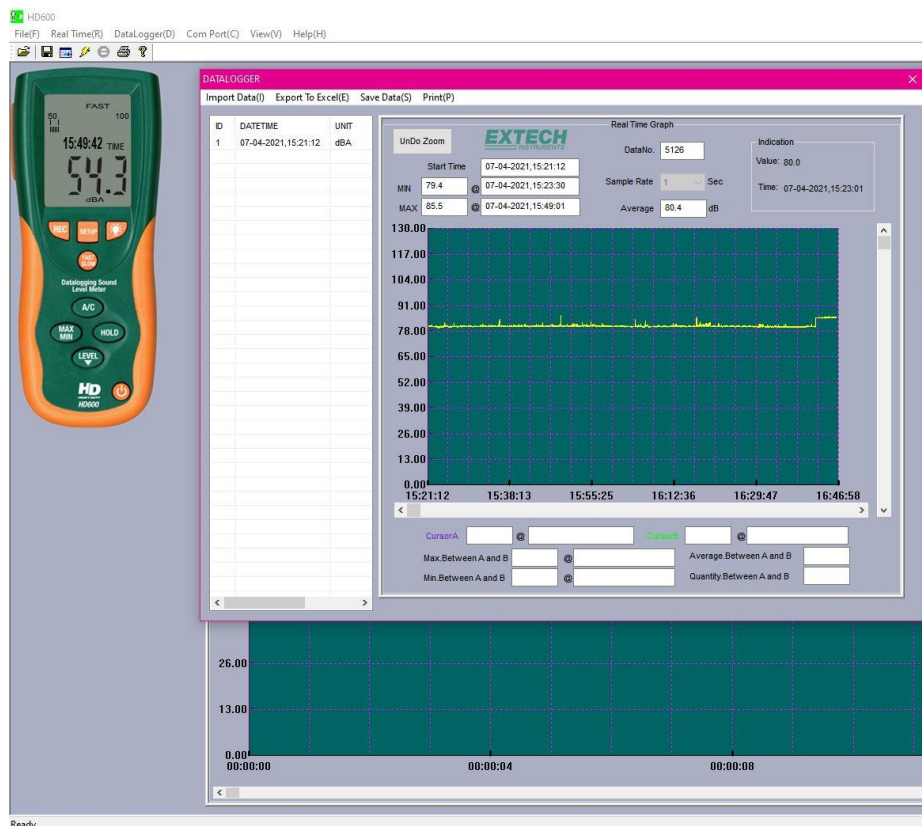 HD600
File(F) Real Time(R) DataLogger(D) Com Port(C) View(V) Help(H)
FAST
50 100
15:49:42 TIME
54.3
dBA
REC SETUP
FAST SLOW
Datalogging Sound
Level Meter
A/C
MAX MIN HOLD
LEVEL
HD
HEAVY DUTY
HD600
DATALOGGER
Import Data(I) Export To Excel(E) Save Data(S) Print(P)
ID DATETIME UNIT
1 07-04-2021,15:21:12 dBA
Real Time Graph
UnDo Zoom
EXTECH
INSTRUMENTS
DataNo. 5126
Indication
Value: 80.0
Time: 07-04-2021,15:23:01
Start Time 07-04-2021,15:21:12
MIN 79.4 @ 07-04-2021,15:23:30
Sample Rate 1 Sec
MAX 85.5 @ 07-04-2021,15:49:01
Average 80.4 dB
130.00
117.00
104.00
91.00
78.00
65.00
52.00
39.00
26.00
13.00
0.00
15:21:12 15:38:13 15:55:25 16:12:36 16:29:47 16:46:58
CursorA @ CursorB @
Max.Between A and B @ Average.Between A and B
Min.Between A and B @ Quantity.Between A and B
26.00
13.00
0.00
00:00:00 00:00:04 00:00:08
Ready